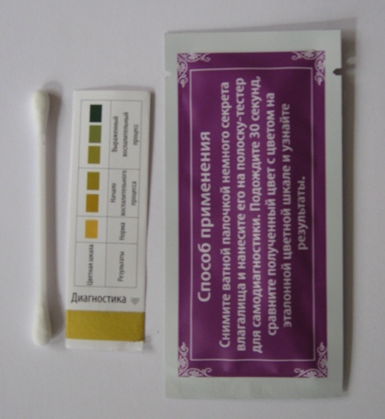 Выраженный
воспалительный
процесс
Начало
воспалительного
процесса
Норма
Цветная шкала
Результаты
Диагностика
Способ применения
Снимите ватной палочкой немного секрета
влагалища и нанесите его на полоску-тестер
для самодиагностики. Подождите 30 секунд,
сравните полученный цвет с цветом на
эталонной цветной шкале и узнайте
результаты.